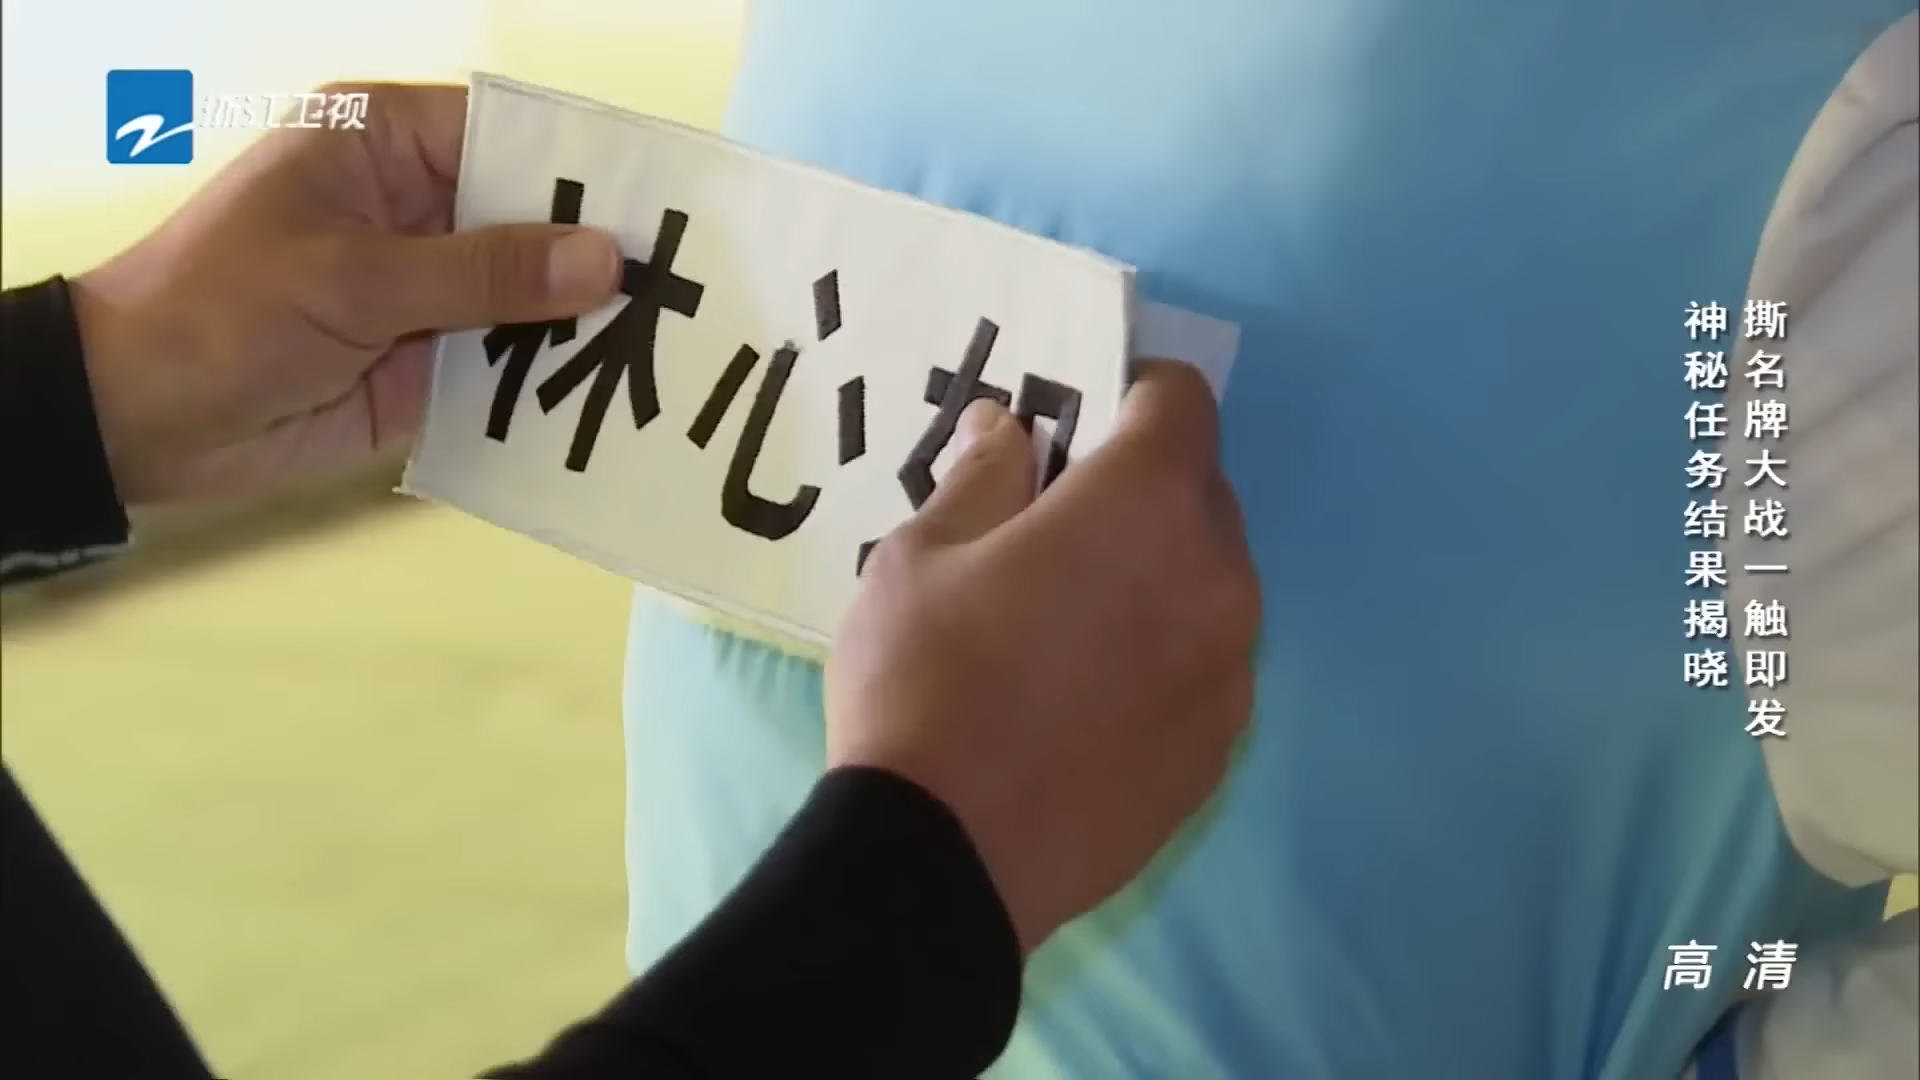 浙江卫视
林心如
撕名牌大战一触即发
神秘任务结果揭晓
高清